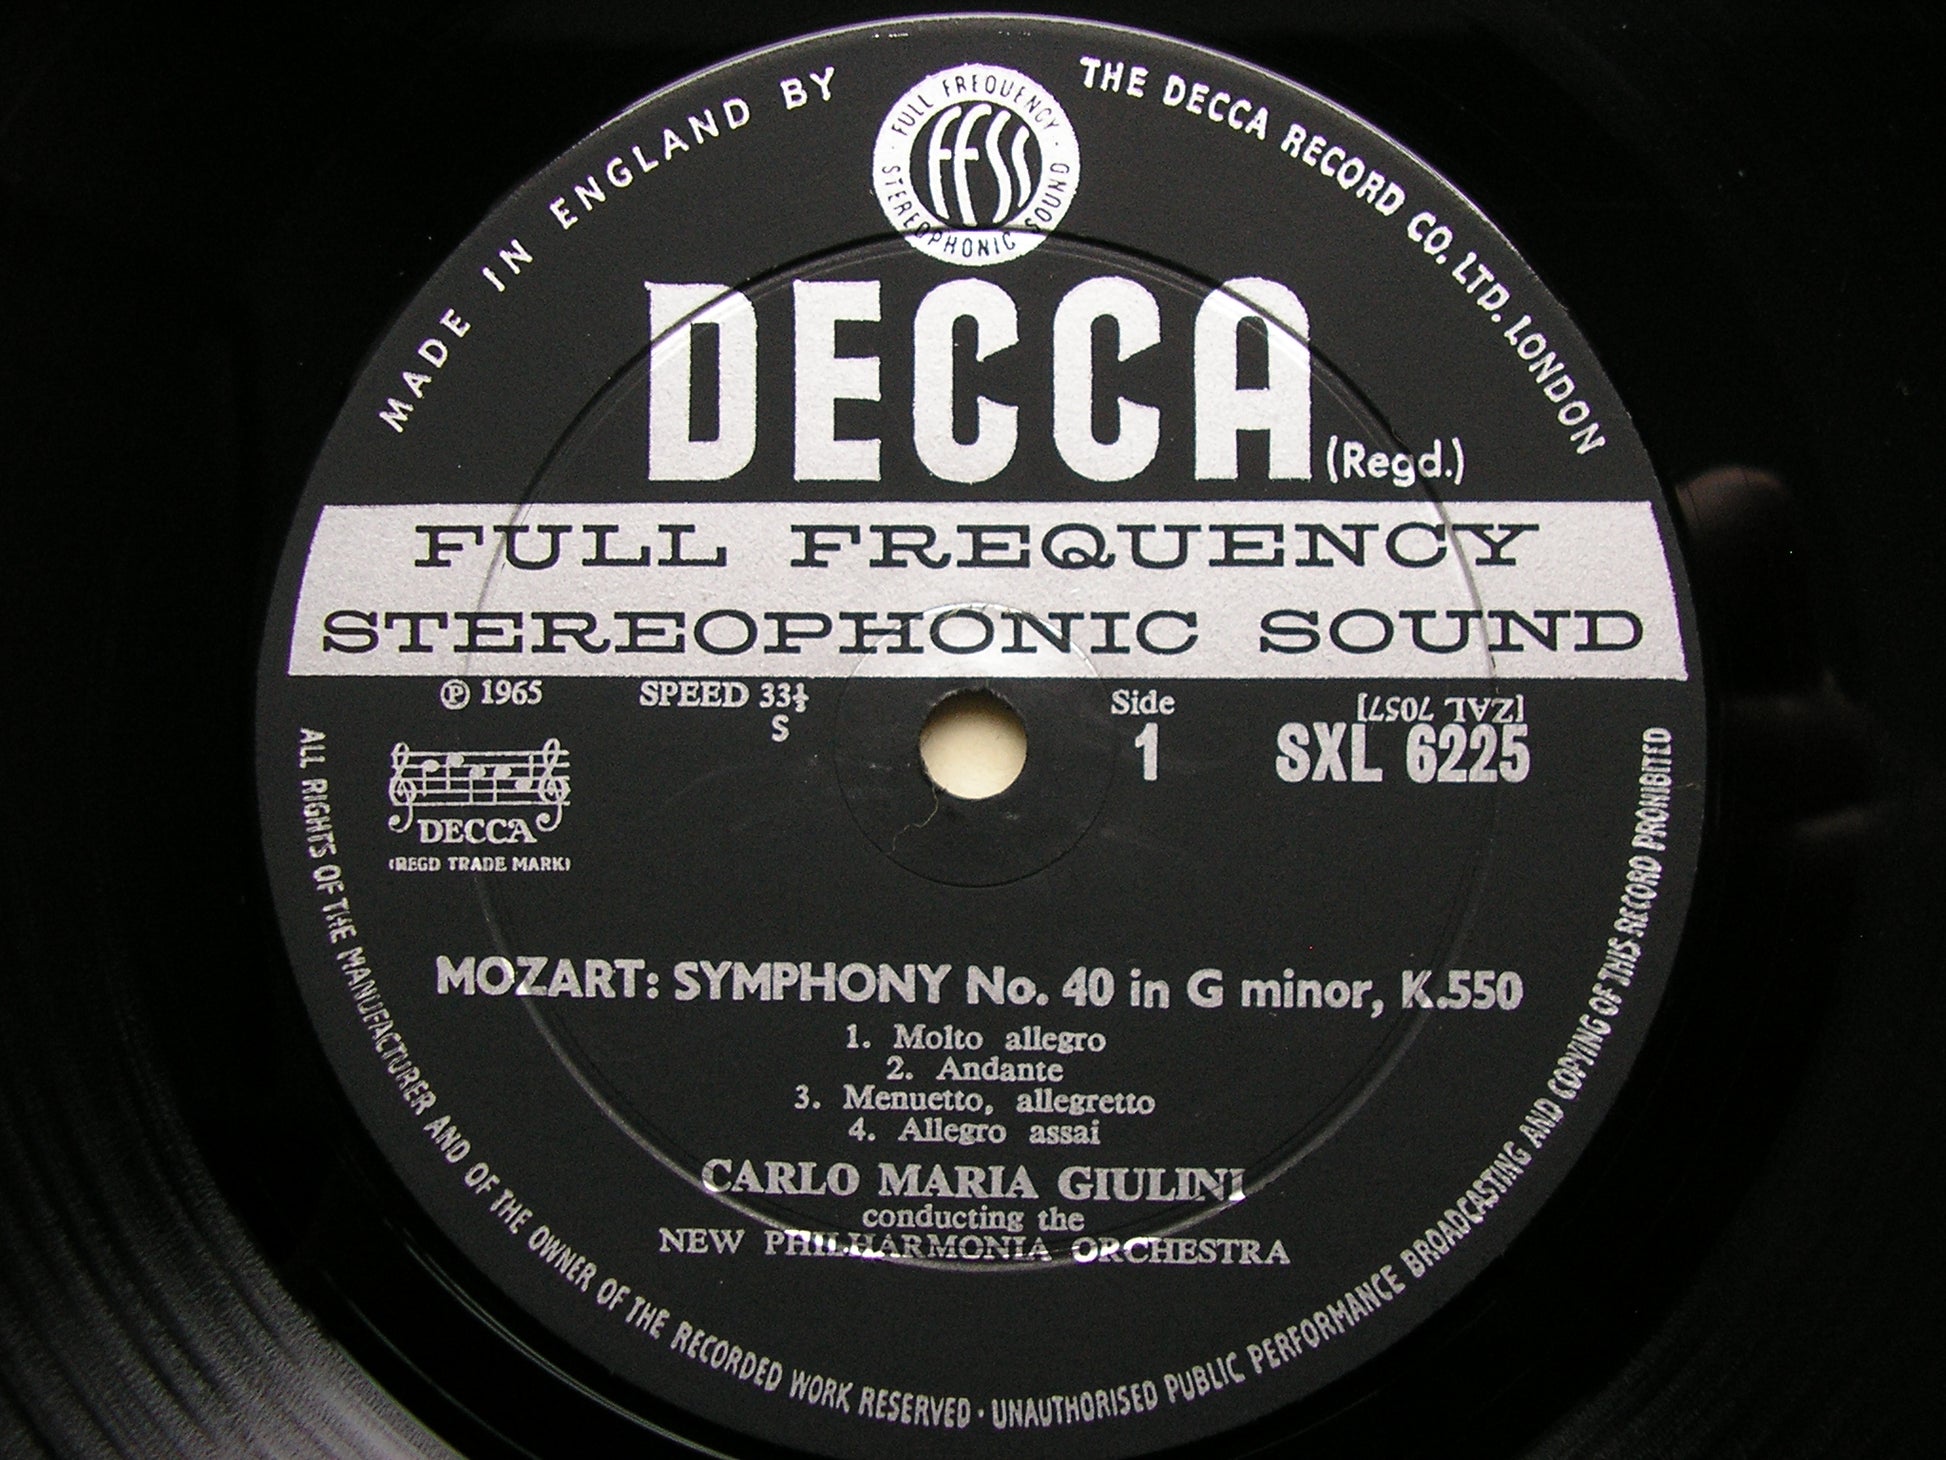 MADE IN ENGLAND BY
THE DECCA RECORD CO. LTD. LONDON
FULL FREQUENCY
ffss
STEREOPHONIC SOUND
DECCA (Regd.)
FULL FREQUENCY
STEREOPHONIC SOUND
℗ 1965
SPEED 33⅓
S
Side
1
[ZAL 7057]
SXL 6225
DECCA
(REGD TRADE MARK)
MOZART: SYMPHONY No. 40 in G minor, K.550
1. Molto allegro
2. Andante
3. Menuetto, allegretto
4. Allegro assai
CARLO MARIA GIULINI
conducting the
NEW PHILHARMONIA ORCHESTRA
ALL RIGHTS OF THE MANUFACTURER AND OF THE OWNER OF THE RECORDED WORK RESERVED · UNAUTHORISED PUBLIC PERFORMANCE BROADCASTING AND COPYING OF THIS RECORD PROHIBITED